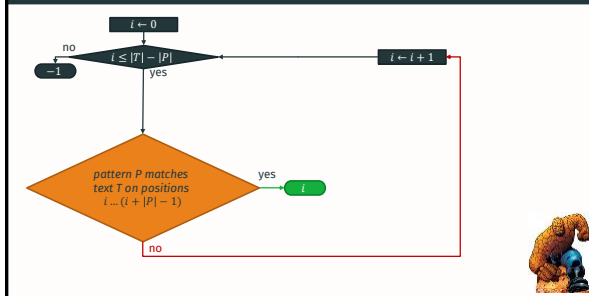 i ← 0
no
i ≤ |T| − |P|
i ← i + 1
−1
yes
pattern P matches
text T on positions
i … (i + |P| − 1)
yes
i
no